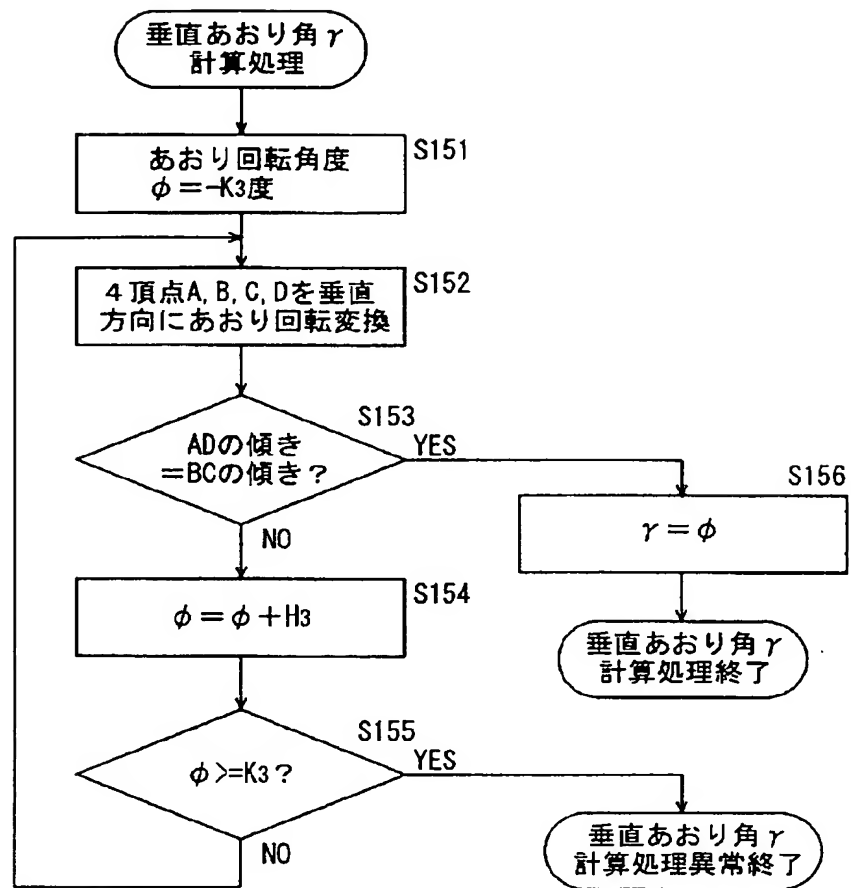 垂直あおり角γ
計算処理
S151
あおり回転角度
φ=-K3度
S152
4頂点A,B,C,Dを垂直
方向にあおり回転変換
S153
ADの傾き
=BCの傾き?
YES
NO
S156
γ=φ
S154
φ=φ+H3
垂直あおり角γ
計算処理終了
S155
φ>=K3?
YES
NO
垂直あおり角γ
計算処理異常終了